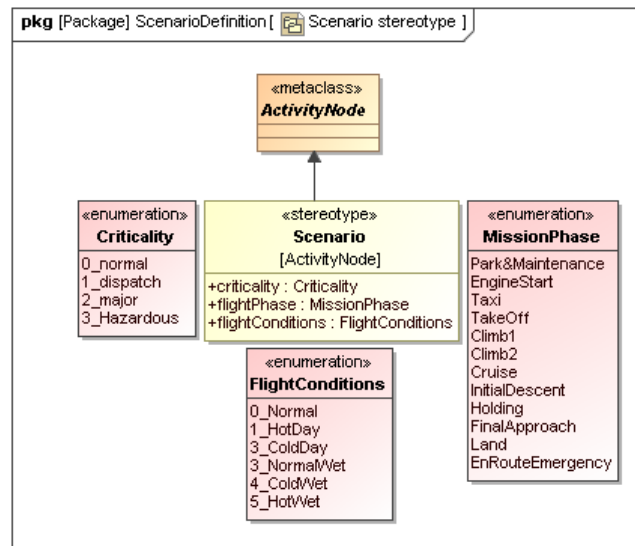 pkg [Package] ScenarioDefinition [ Scenario stereotype ]
«metaclass»
ActivityNode
«enumeration»
Criticality
0_normal
1_dispatch
2_major
3_Hazardous
«stereotype»
Scenario
[ActivityNode]
+criticality : Criticality
+flightPhase : MissionPhase
+flightConditions : FlightConditions
«enumeration»
MissionPhase
Park&Maintenance
EngineStart
Taxi
TakeOff
Climb1
Climb2
Cruise
InitialDescent
Holding
FinalApproach
Land
EnRouteEmergency
«enumeration»
FlightConditions
0_Normal
1_HotDay
3_ColdDay
3_NormalWet
4_ColdWet
5_HotWet